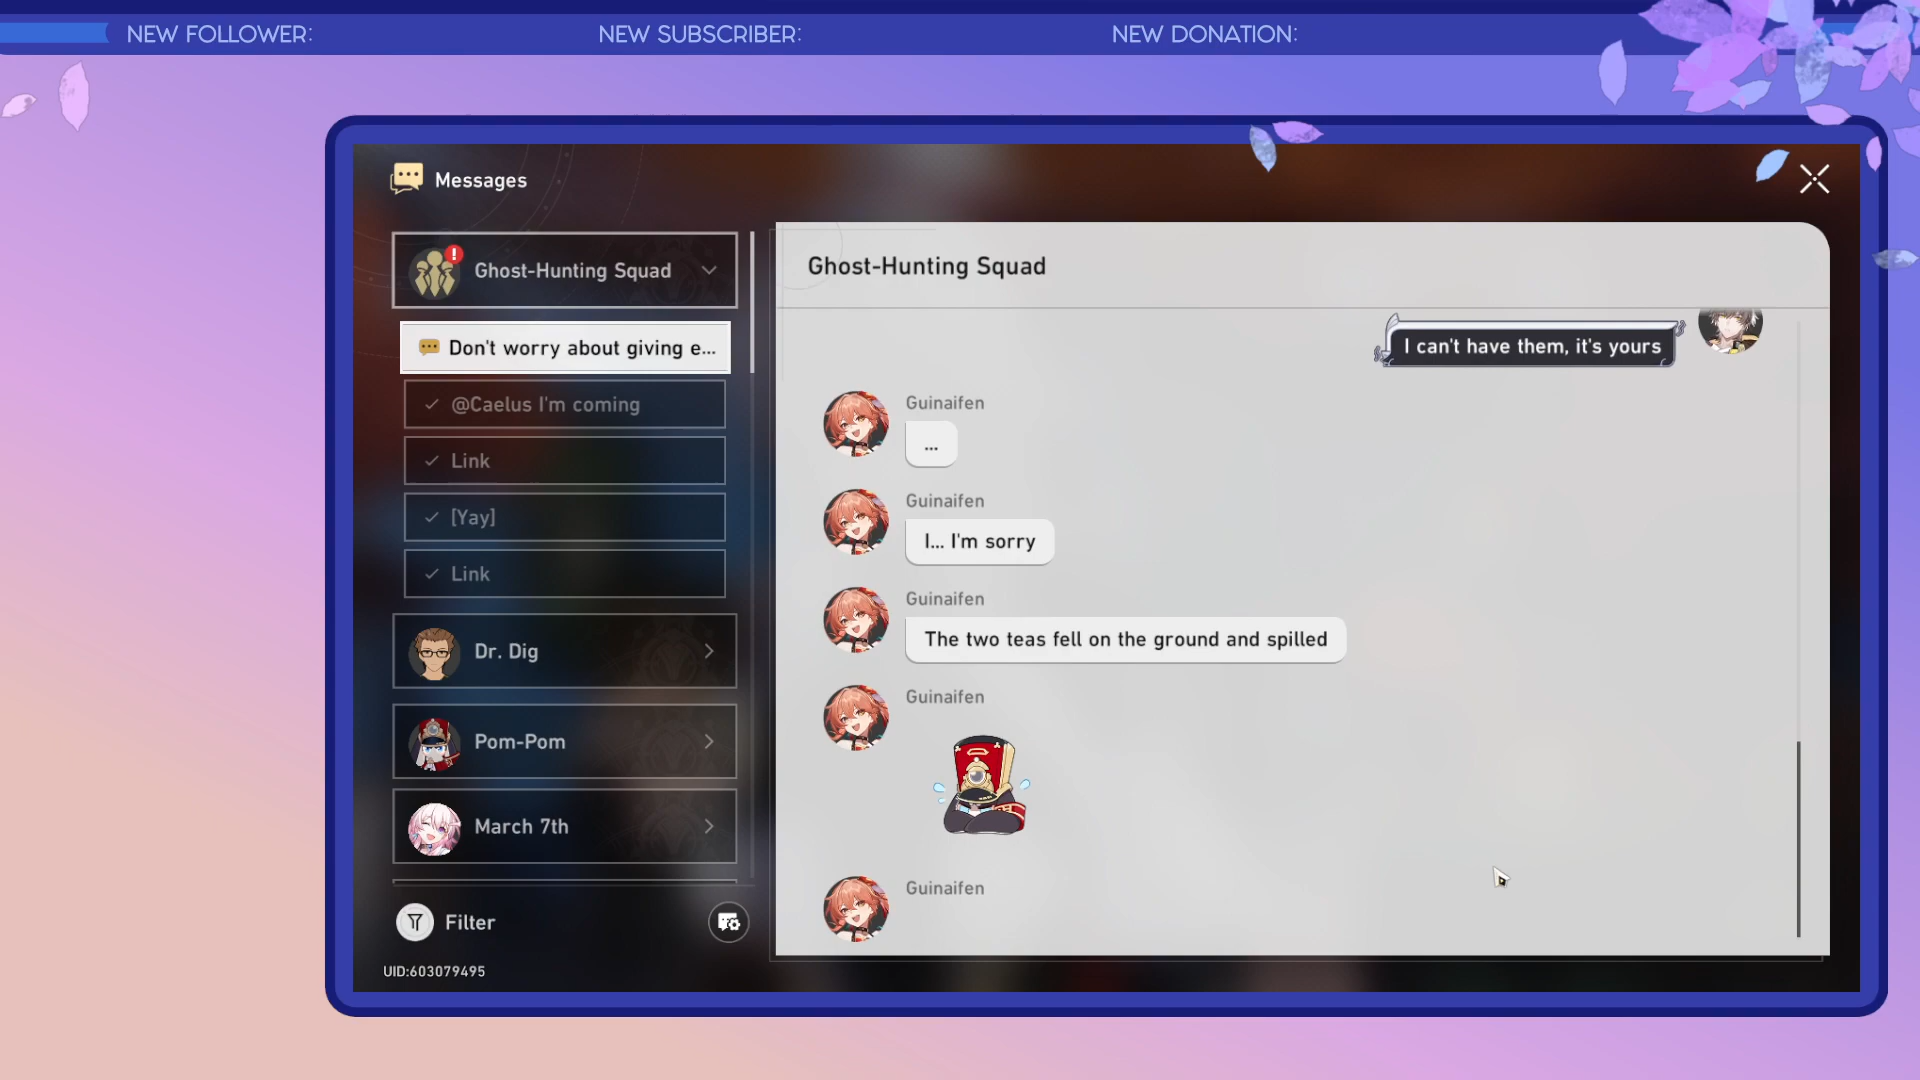 NEW FOLLOWER:
NEW SUBSCRIBER:
NEW DONATION:
Messages
Ghost-Hunting Squad
Don't worry about giving e...
@Caelus I'm coming
Link
[Yay]
Link
Dr. Dig
Pom-Pom
March 7th
Filter
UID:603079495
Ghost-Hunting Squad
I can't have them, it's yours
Guinaifen
...
Guinaifen
I... I'm sorry
Guinaifen
The two teas fell on the ground and spilled
Guinaifen
Guinaifen